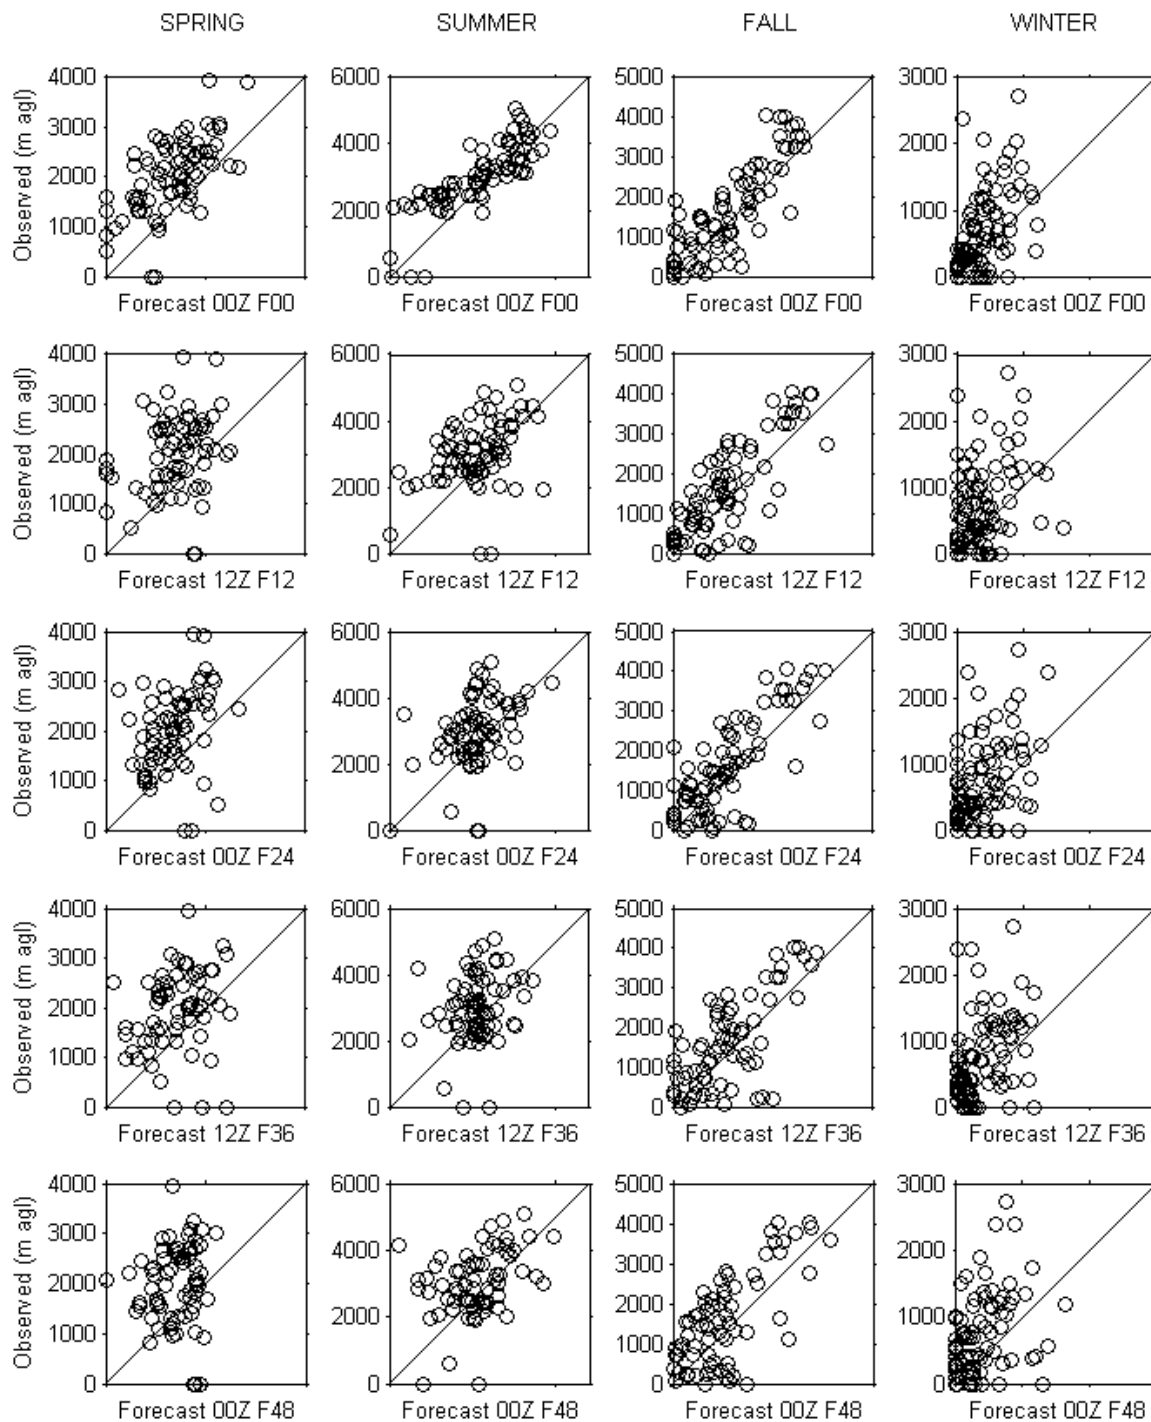 SPRING SUMMER FALL WINTER
4000 6000 5000 3000
4000
3000 4000 3000 2000
2000 2000
2000 1000
1000 1000
0 0 0 0
Observed (m agl)
Forecast 00Z F00 Forecast 00Z F00 Forecast 00Z F00 Forecast 00Z F00
4000 6000 5000 3000
4000
3000 4000 3000 2000
2000 2000
2000 1000
1000 1000
0 0 0 0
Observed (m agl)
Forecast 12Z F12 Forecast 12Z F12 Forecast 12Z F12 Forecast 12Z F12
4000 6000 5000 3000
4000
3000 4000 3000 2000
2000 2000
2000 1000
1000 1000
0 0 0 0
Observed (m agl)
Forecast 00Z F24 Forecast 00Z F24 Forecast 00Z F24 Forecast 00Z F24
4000 6000 5000 3000
4000
3000 4000 3000 2000
2000 2000
2000 1000
1000 1000
0 0 0 0
Observed (m agl)
Forecast 12Z F36 Forecast 12Z F36 Forecast 12Z F36 Forecast 12Z F36
4000 6000 5000 3000
4000
3000 4000 3000 2000
2000 2000
2000 1000
1000 1000
0 0 0 0
Observed (m agl)
Forecast 00Z F48 Forecast 00Z F48 Forecast 00Z F48 Forecast 00Z F48